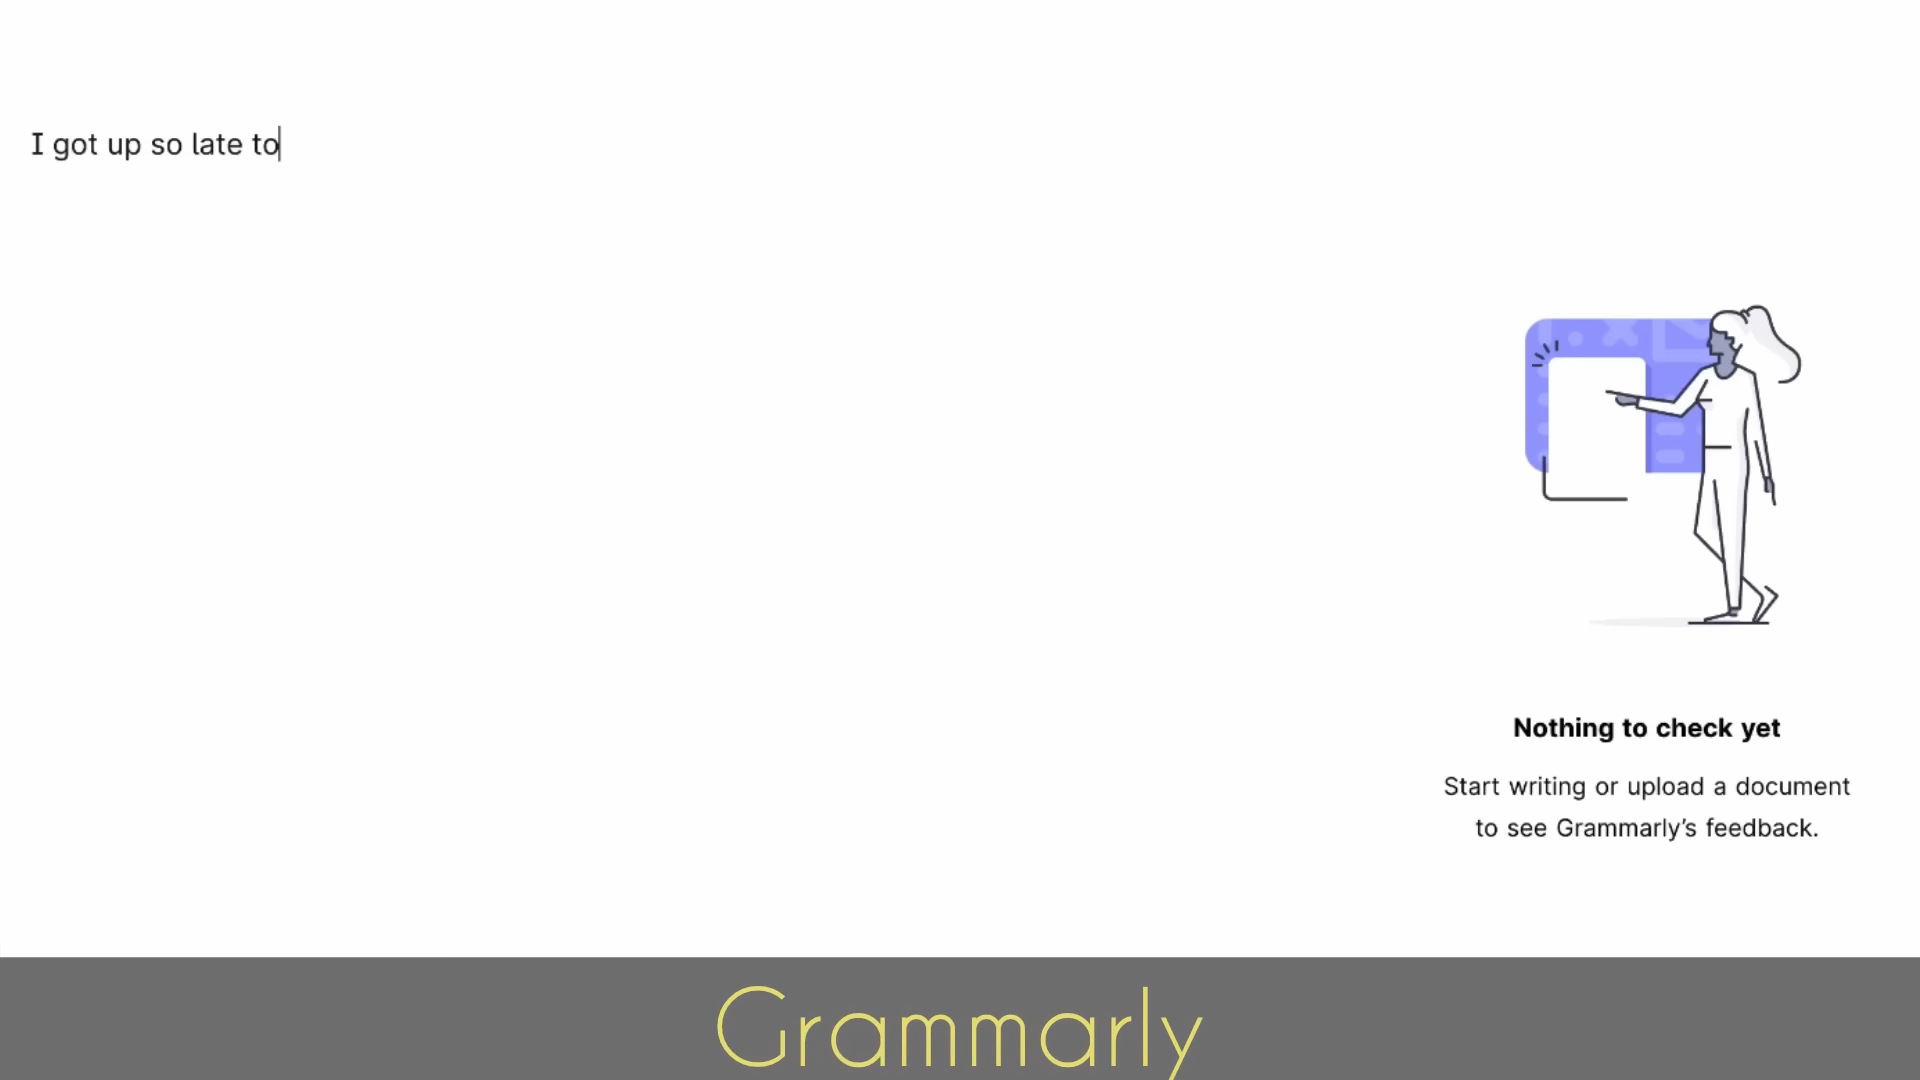 I got up so late to
Nothing to check yet
Start writing or upload a document
to see Grammarly’s feedback.
Grammarly